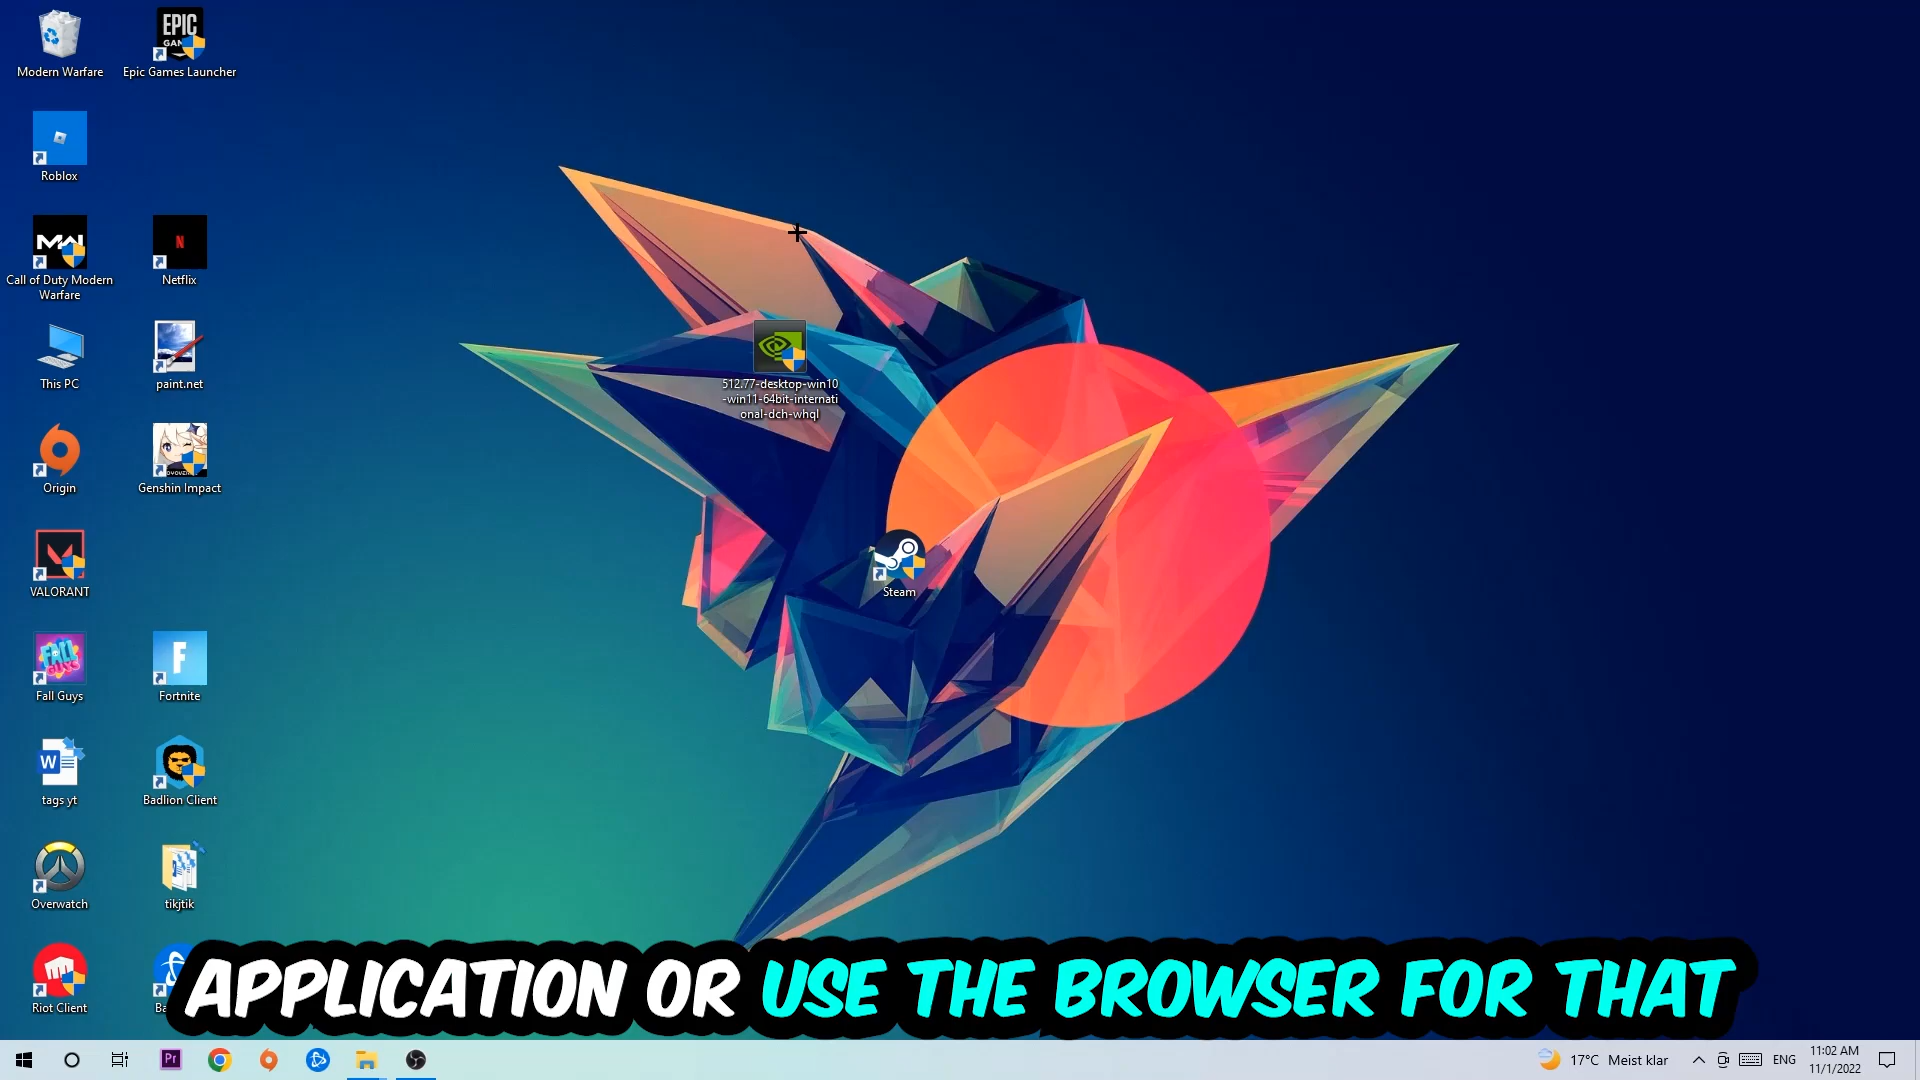 EPIC
Modern Warfare
Epic Games Launcher
Roblox
Call of Duty Modern
Warfare
Netflix
This PC
paint.net
512.77-desktop-win10
-win11-64bit-internati
onal-dch-whql
Origin
Genshin Impact
VALORANT
Steam
Fall Guys
Fortnite
tags yt
Badlion Client
Overwatch
tikjtik
Riot Client
Ba
APPLICATION OR USE THE BROWSER FOR THAT
Pr
17°C Meist klar
ENG
11:02 AM
11/1/2022